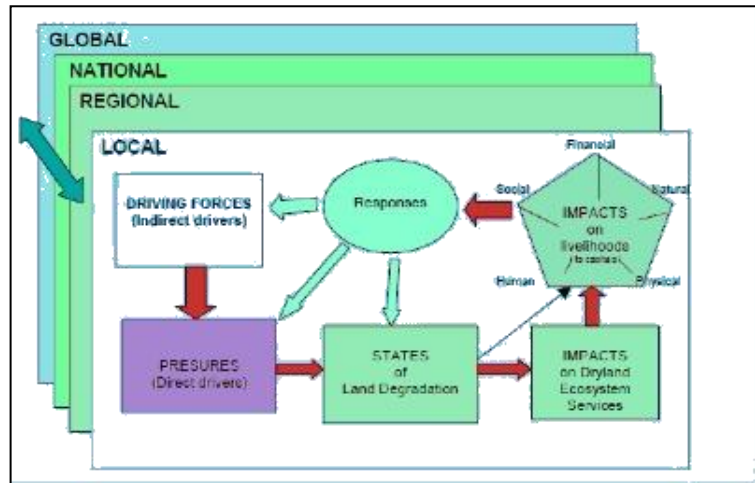 GLOBAL
NATIONAL
REGIONAL
LOCAL
DRIVING FORCES
(Indirect drivers)
Responses
Financial
Social
Natural
IMPACTS
on
livelihoods
Human
Physical
PRESURES
(Direct drivers)
STATES
of
Land Degradation
IMPACTS
on Dryland
Ecosystem
Services